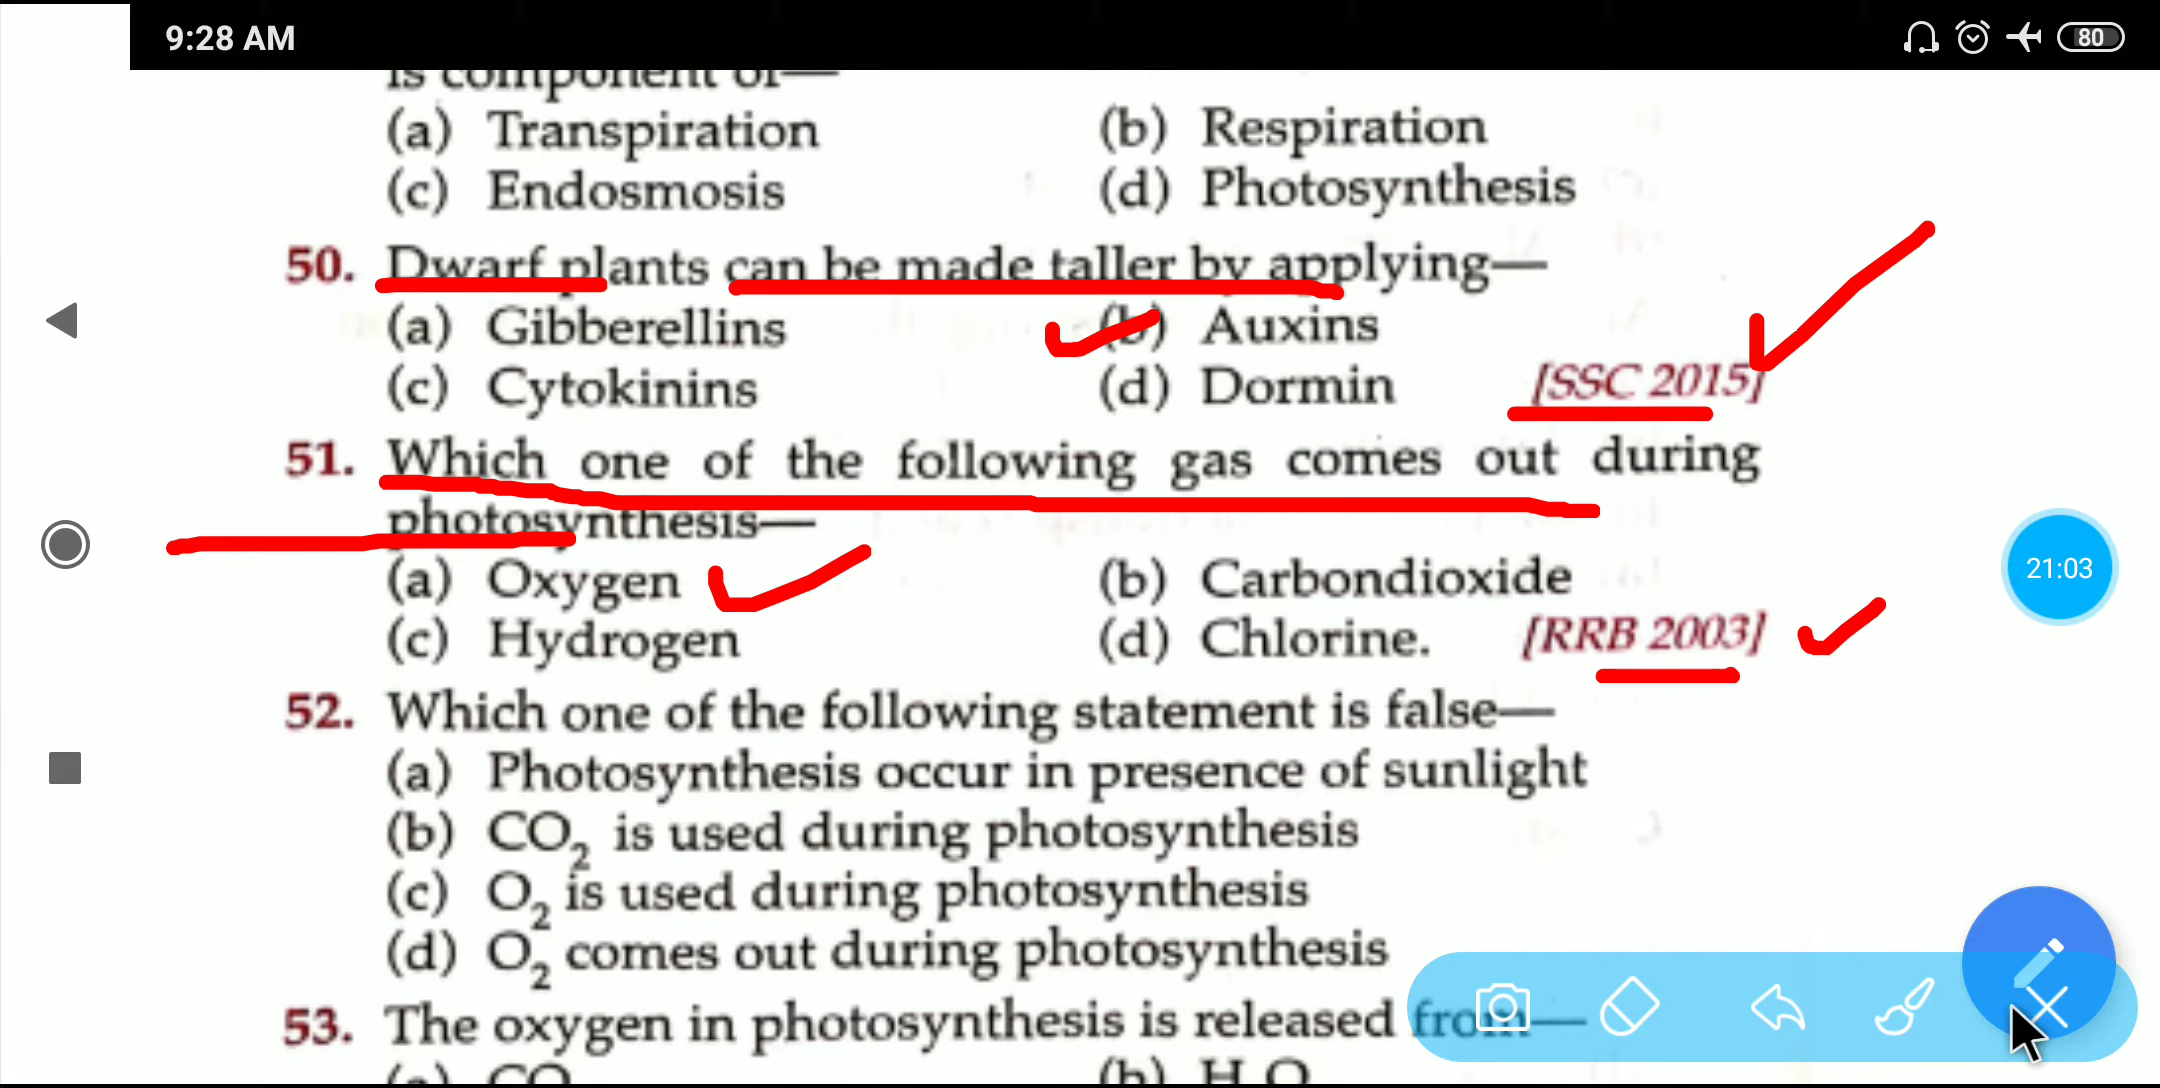 9:28 AM
80
is component of—
(a) Transpiration (b) Respiration
(c) Endosmosis (d) Photosynthesis
50. Dwarf plants can be made taller by applying—
(a) Gibberellins (b) Auxins
(c) Cytokinins (d) Dormin [SSC 2015]
51. Which one of the following gas comes out during
photosynthesis—
(a) Oxygen (b) Carbondioxide
21:03
(c) Hydrogen (d) Chlorine. [RRB 2003]
52. Which one of the following statement is false—
(a) Photosynthesis occur in presence of sunlight
(b) CO₂ is used during photosynthesis
(c) O₂ is used during photosynthesis
(d) O₂ comes out during photosynthesis
53. The oxygen in photosynthesis is released from—
(a) CO (b) H O